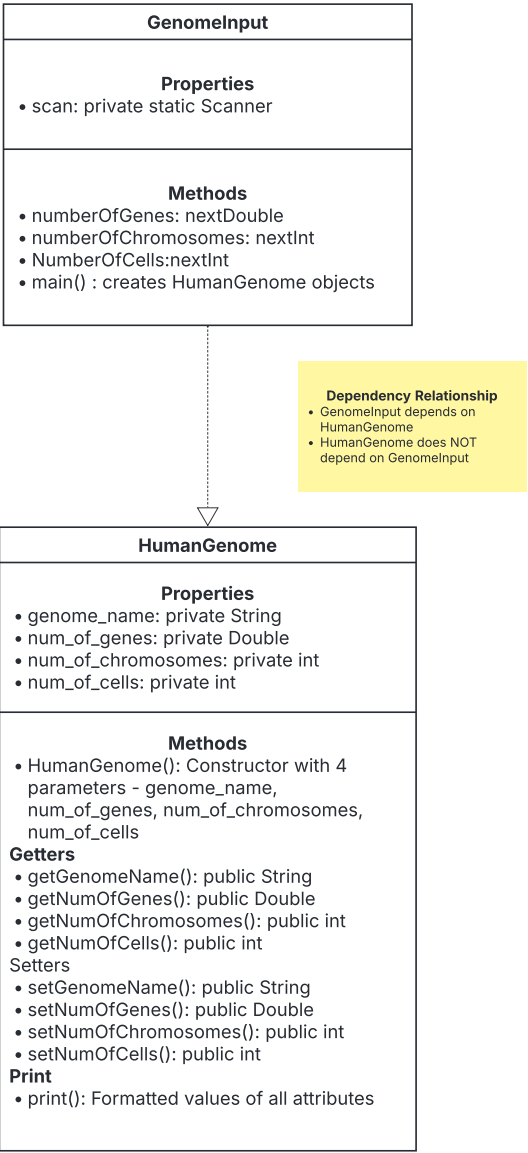 GenomeInput
Properties
• scan: private static Scanner
Methods
• numberOfGenes: nextDouble
• numberOfChromosomes: nextInt
• NumberOfCells:nextInt
• main() : creates HumanGenome objects
Dependency Relationship
• GenomeInput depends on
HumanGenome
• HumanGenome does NOT
depend on GenomeInput
HumanGenome
Properties
• genome_name: private String
• num_of_genes: private Double
• num_of_chromosomes: private int
• num_of_cells: private int
Methods
• HumanGenome(): Constructor with 4
parameters - genome_name,
num_of_genes, num_of_chromosomes,
num_of_cells
Getters
• getGenomeName(): public String
• getNumOfGenes(): public Double
• getNumOfChromosomes(): public int
• getNumOfCells(): public int
Setters
• setGenomeName(): public String
• setNumOfGenes(): public Double
• setNumOfChromosomes(): public int
• setNumOfCells(): public int
Print
• print(): Formatted values of all attributes